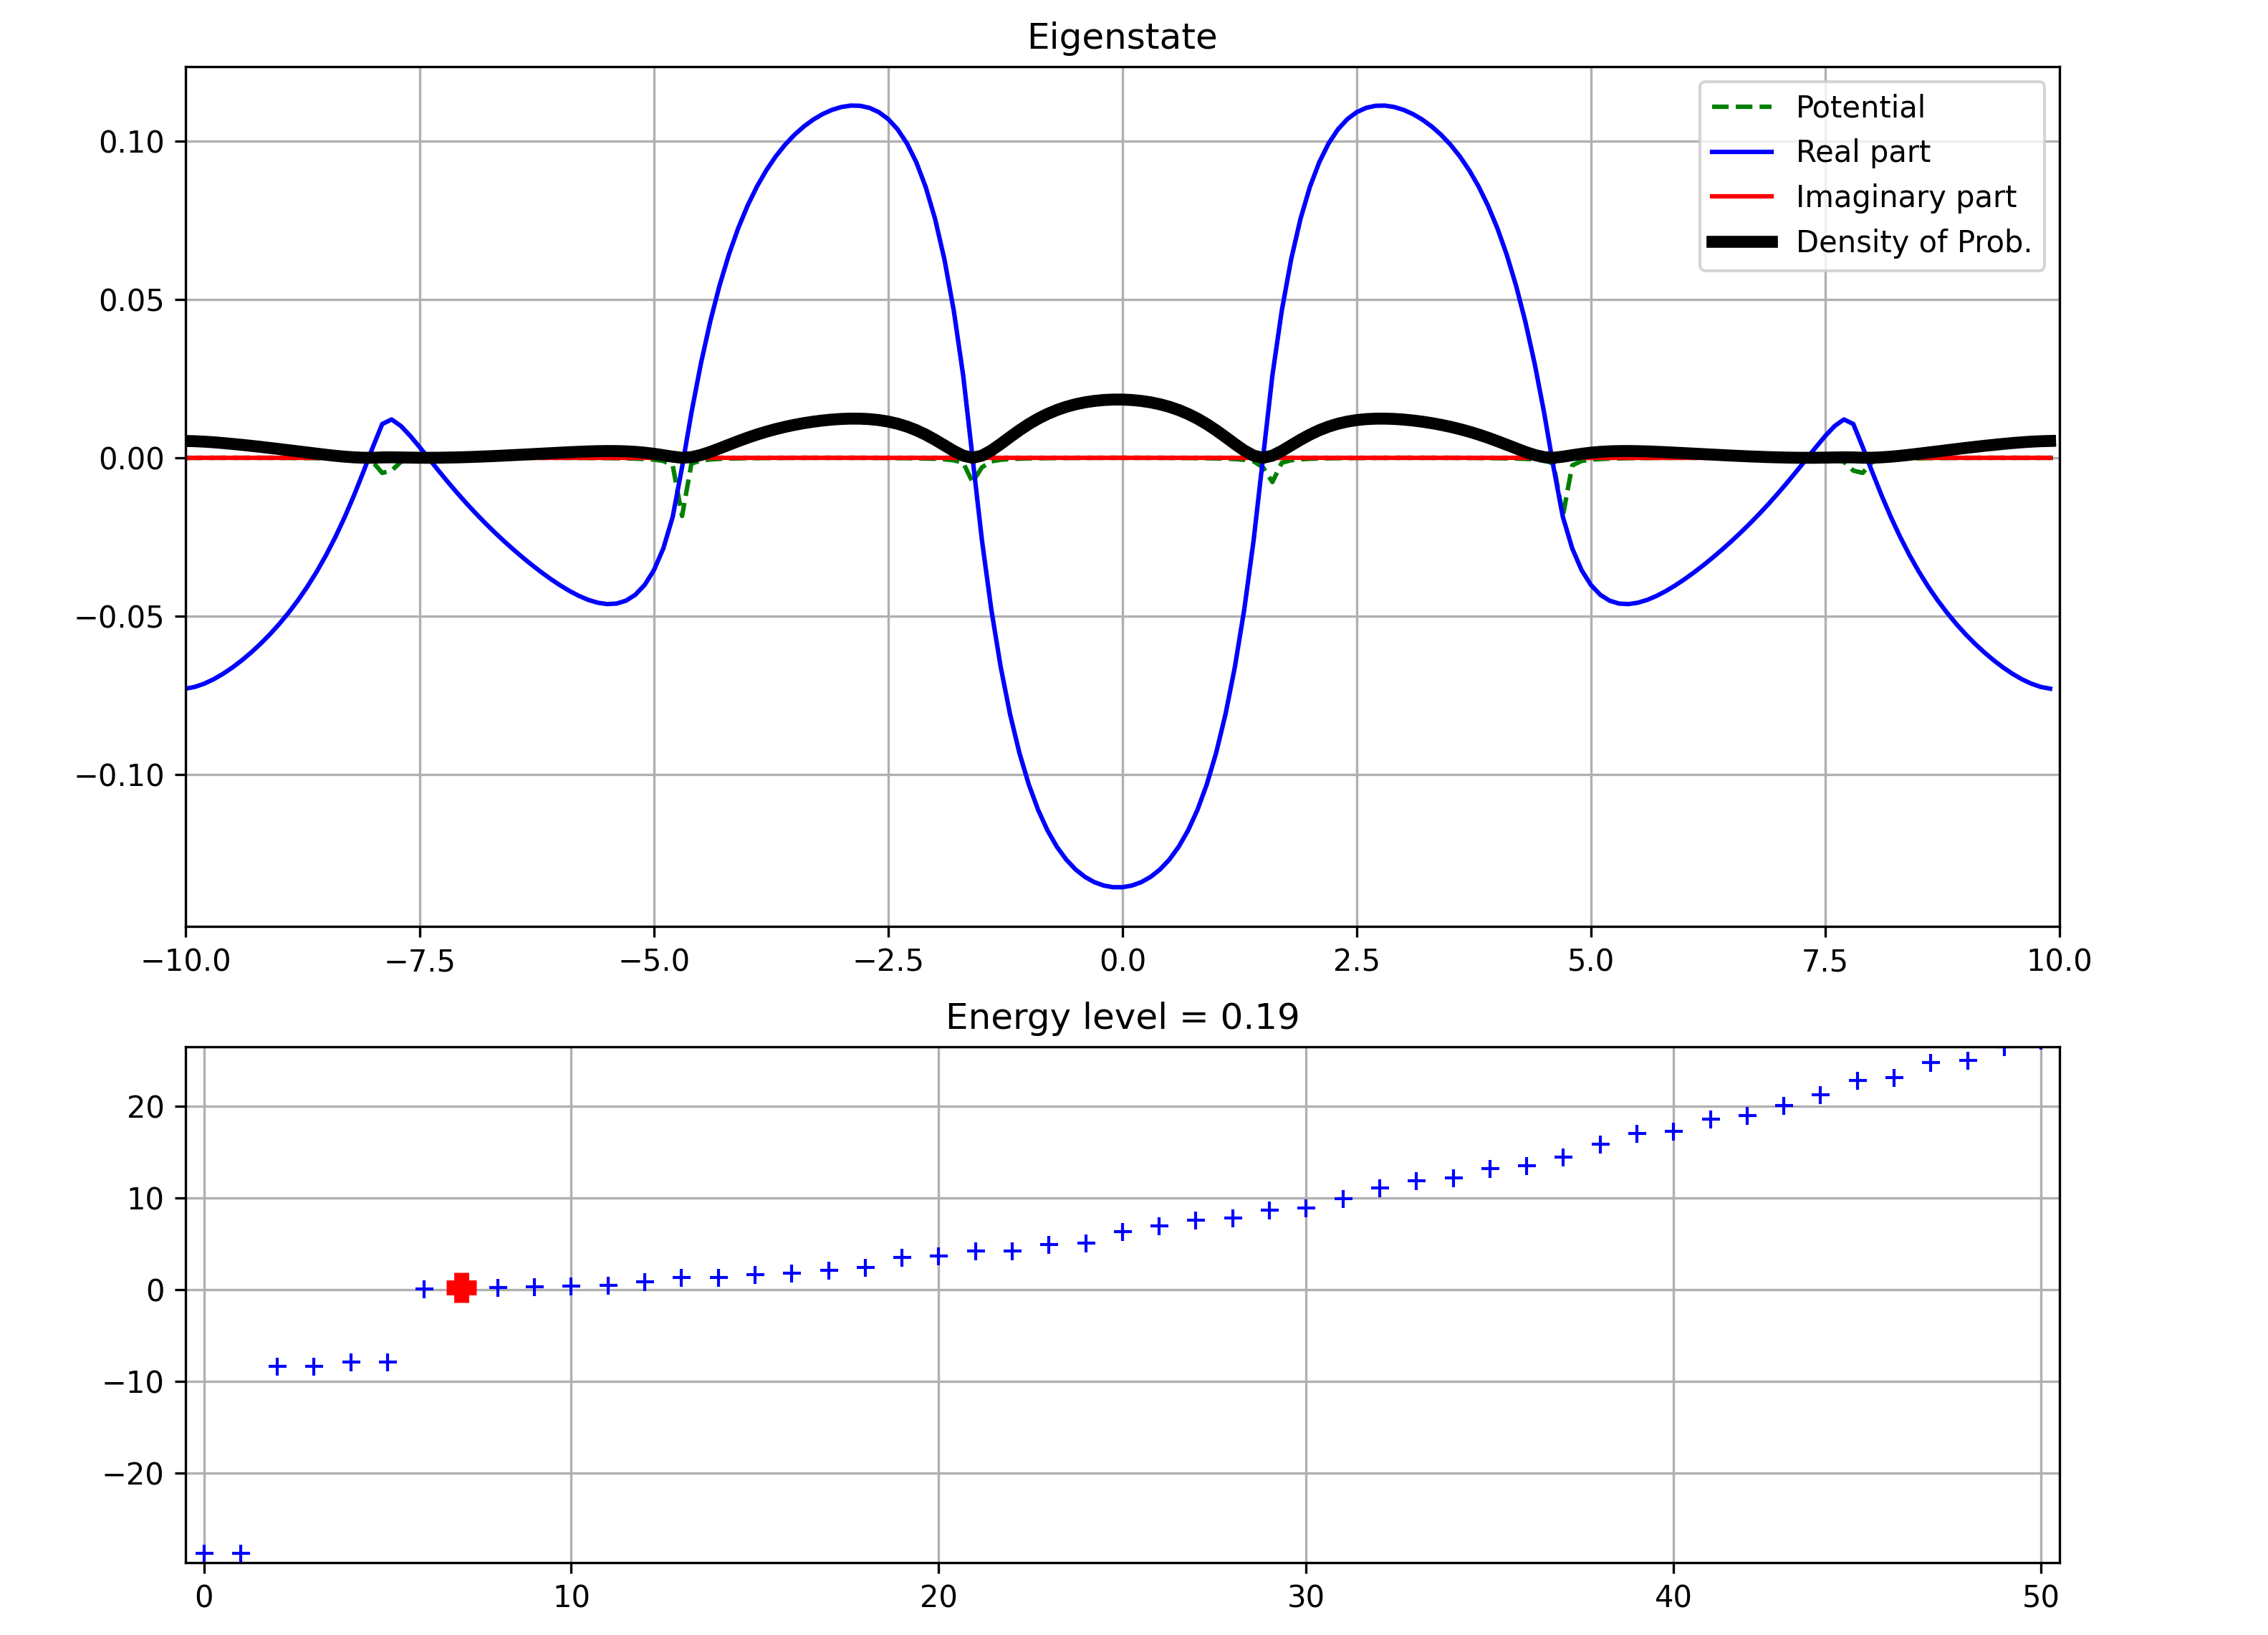 Eigenstate
Potential
Real part
Imaginary part
Density of Prob.
0.10
0.05
0.00
−0.05
−0.10
−10.0 −7.5 −5.0 −2.5 0.0 2.5 5.0 7.5 10.0
Energy level = 0.19
20
10
0
−10
−20
0 10 20 30 40 50